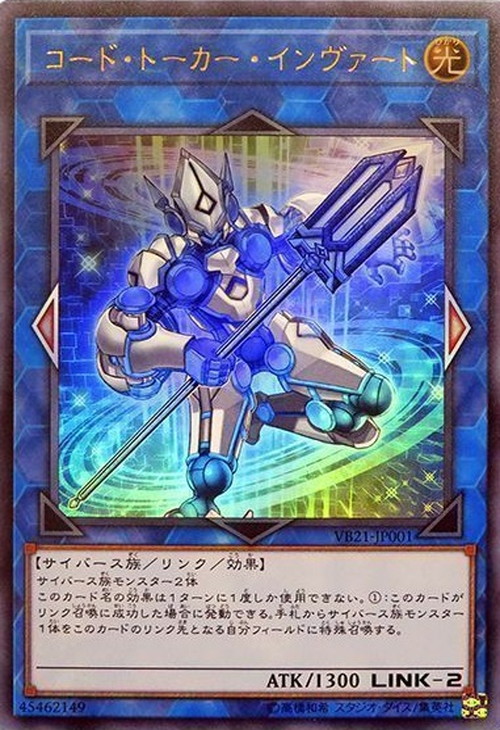 コード・トーカー・インヴァート
光
VB21-JP001
【サイバース族/リンク/効果】
サイバース族モンスター2体
このカード名の効果は1ターンに1度しか使用できない。①:このカードが
リンク召喚に成功した場合に発動できる。手札からサイバース族モンスター
1体をこのカードのリンク先となる自分フィールドに特殊召喚する。
ATK/1300 LINK-2
45462149
©高橋和希 スタジオ・ダイス/集英社